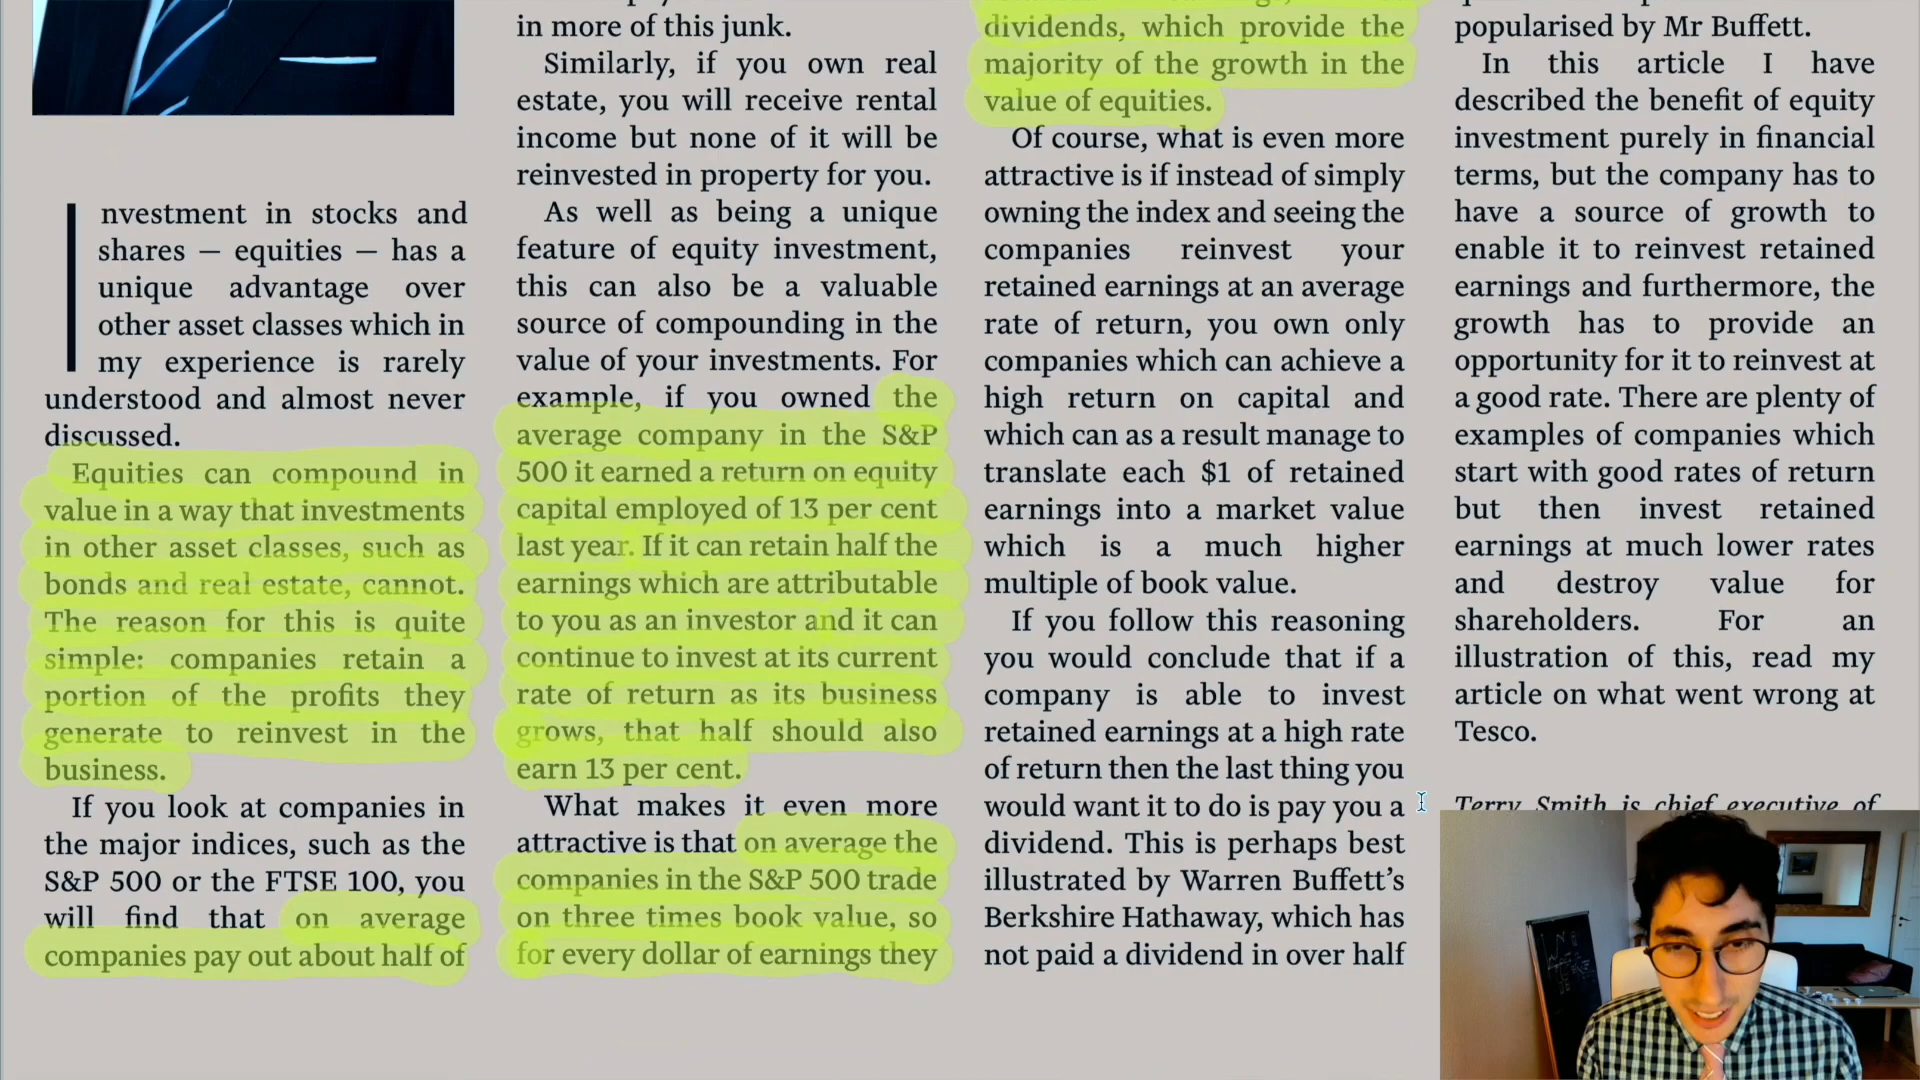 nvestment in stocks and
shares — equities — has a
unique advantage over
other asset classes which in
my experience is rarely
understood and almost never
discussed.
Equities can compound in
value in a way that investments
in other asset classes, such as
bonds and real estate, cannot.
The reason for this is quite
simple: companies retain a
portion of the profits they
generate to reinvest in the
business.
If you look at companies in
the major indices, such as the
S&P 500 or the FTSE 100, you
will find that on average
companies pay out about half of
in more of this junk.
Similarly, if you own real
estate, you will receive rental
income but none of it will be
reinvested in property for you.
As well as being a unique
feature of equity investment,
this can also be a valuable
source of compounding in the
value of your investments. For
example, if you owned the
average company in the S&P
500 it earned a return on equity
capital employed of 13 per cent
last year. If it can retain half the
earnings which are attributable
to you as an investor and it can
continue to invest at its current
rate of return as its business
grows, that half should also
earn 13 per cent.
What makes it even more
attractive is that on average the
companies in the S&P 500 trade
on three times book value, so
for every dollar of earnings they
dividends, which provide the
majority of the growth in the
value of equities.
Of course, what is even more
attractive is if instead of simply
owning the index and seeing the
companies reinvest your
retained earnings at an average
rate of return, you own only
companies which can achieve a
high return on capital and
which can as a result manage to
translate each $1 of retained
earnings into a market value
which is a much higher
multiple of book value.
If you follow this reasoning
you would conclude that if a
company is able to invest
retained earnings at a high rate
of return then the last thing you
would want it to do is pay you a
dividend. This is perhaps best
illustrated by Warren Buffett’s
Berkshire Hathaway, which has
not paid a dividend in over half
popularised by Mr Buffett.
In this article I have
described the benefit of equity
investment purely in financial
terms, but the company has to
have a source of growth to
enable it to reinvest retained
earnings and furthermore, the
growth has to provide an
opportunity for it to reinvest at
a good rate. There are plenty of
examples of companies which
start with good rates of return
but then invest retained
earnings at much lower rates
and destroy value for
shareholders. For an
illustration of this, read my
article on what went wrong at
Tesco.
Terry Smith is chief executive of